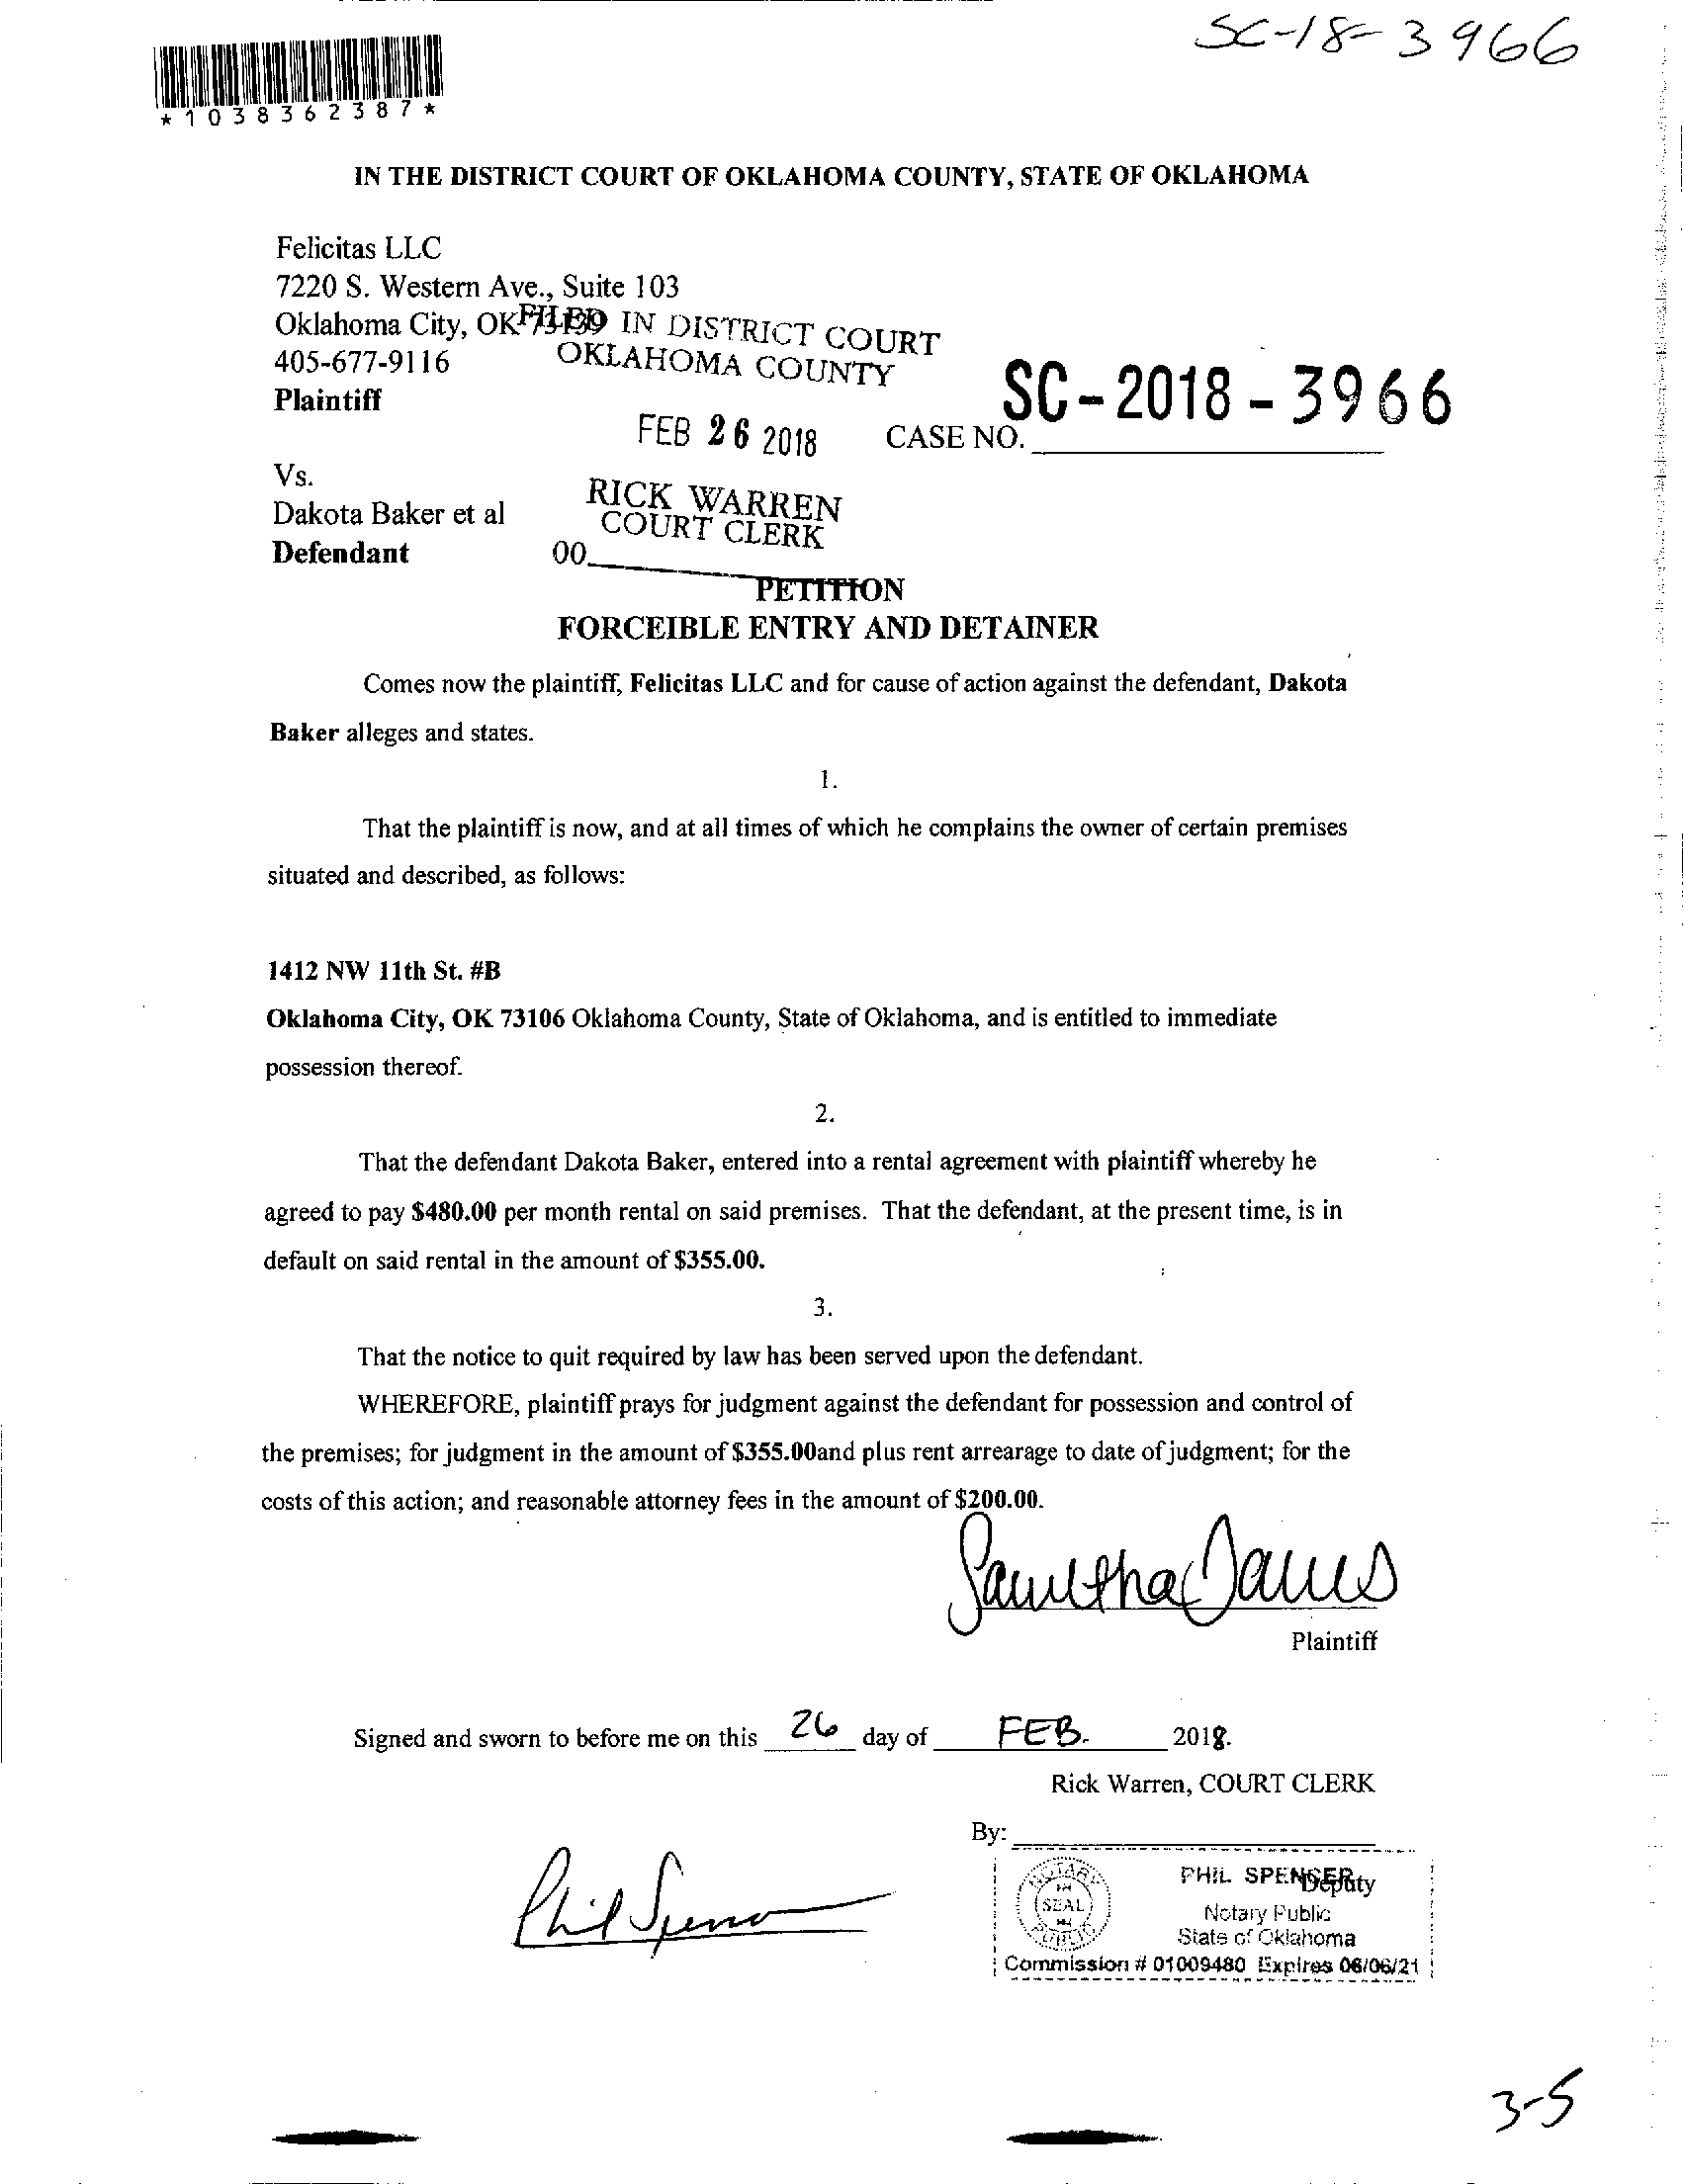 SC-18-3966
*1038362387*
IN THE DISTRICT COURT OF OKLAHOMA COUNTY, STATE OF OKLAHOMA
Felicitas LLC
7220 S. Western Ave., Suite 103
Oklahoma City, OK 73139
405-677-9116
Plaintiff
FILED IN DISTRICT COURT
OKLAHOMA COUNTY
FEB 26 2018
RICK WARREN
COURT CLERK
00
SC-2018-3966
CASE NO.
Vs.
Dakota Baker et al
Defendant
PETITION
FORCEIBLE ENTRY AND DETAINER
Comes now the plaintiff, Felicitas LLC and for cause of action against the defendant, Dakota
Baker alleges and states.
1.
That the plaintiff is now, and at all times of which he complains the owner of certain premises
situated and described, as follows:
1412 NW 11th St. #B
Oklahoma City, OK 73106 Oklahoma County, State of Oklahoma, and is entitled to immediate
possession thereof.
2.
That the defendant Dakota Baker, entered into a rental agreement with plaintiff whereby he
agreed to pay $480.00 per month rental on said premises. That the defendant, at the present time, is in
default on said rental in the amount of $355.00.
3.
That the notice to quit required by law has been served upon the defendant.
WHEREFORE, plaintiff prays for judgment against the defendant for possession and control of
the premises; for judgment in the amount of $355.00and plus rent arrearage to date of judgment; for the
costs of this action; and reasonable attorney fees in the amount of $200.00.
Plaintiff
Signed and sworn to before me on this 26 day of FEB. 2018.
Rick Warren, COURT CLERK
By:
Deputy
Phil Spencer
NOTARY
SEAL
PUBLIC
PHIL SPENCER
Notary Public
State of Oklahoma
Commission # 01009480 Expires 06/06/21
3-5